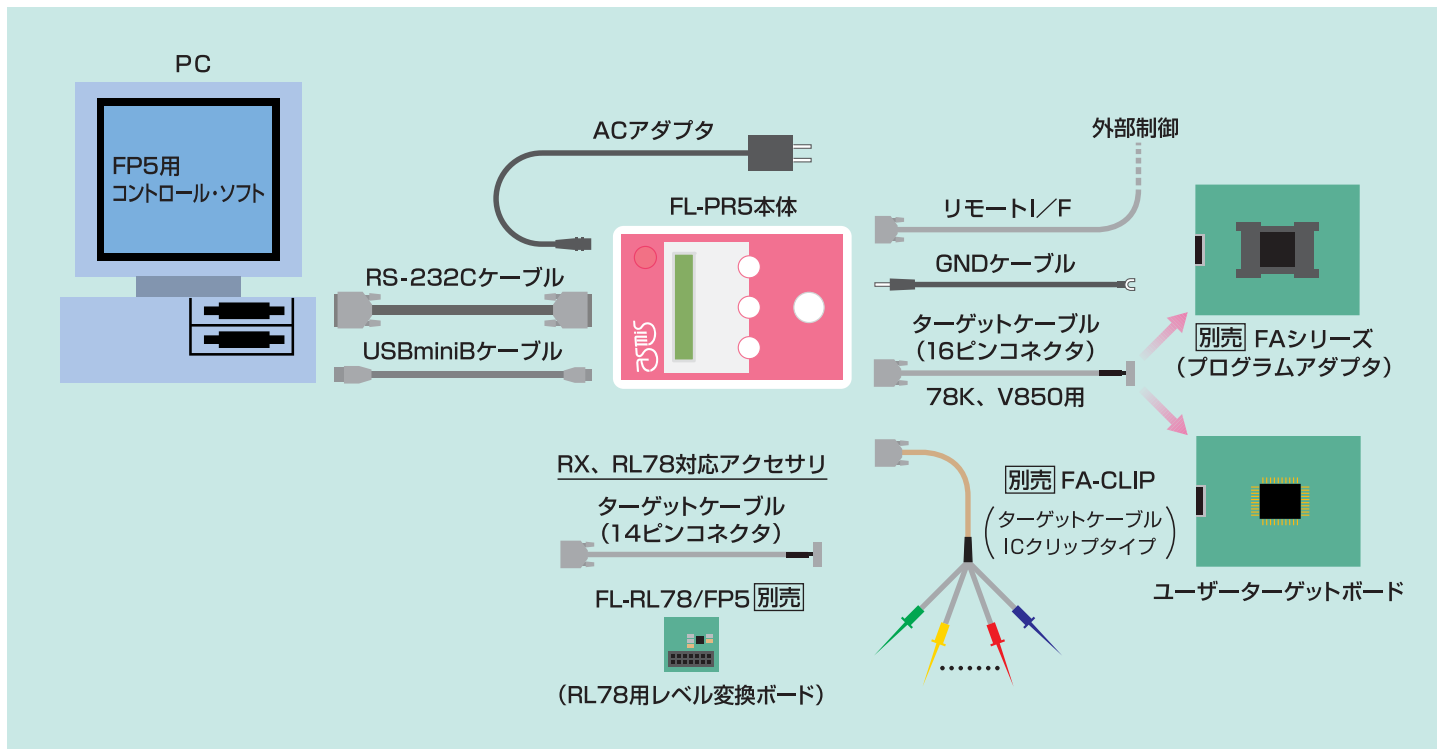 PC
FP5用
コントロール・ソフト
ACアダプタ
RS-232Cケーブル
USBminiBケーブル
FL-PR5本体
asmis
外部制御
リモートI／F
GNDケーブル
ターゲットケーブル
（16ピンコネクタ）
78K、V850用
別売 FAシリーズ
（プログラムアダプタ）
ユーザーターゲットボード
別売 FA-CLIP
（ターゲットケーブル
ICクリップタイプ）
RX、RL78対応アクセサリ
ターゲットケーブル
（14ピンコネクタ）
FL-RL78/FP5 別売
（RL78用レベル変換ボード）